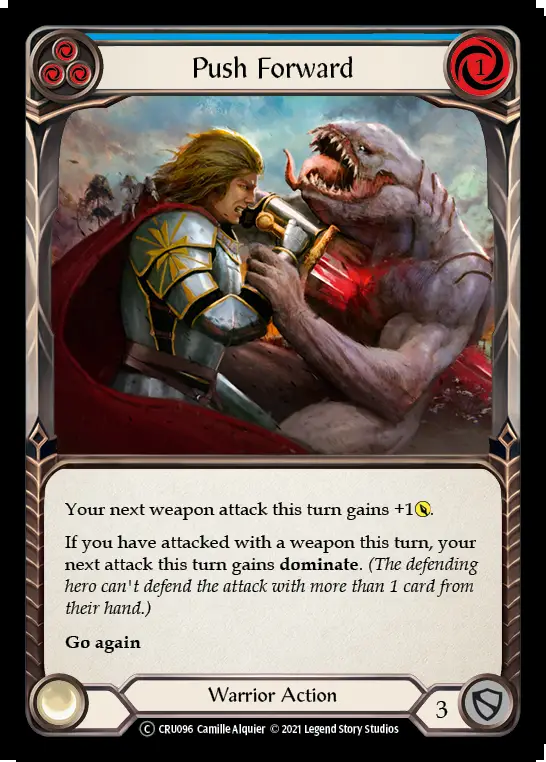 Push Forward
1
Your next weapon attack this turn gains +1.
If you have attacked with a weapon this turn, your
next attack this turn gains dominate. (The defending
hero can't defend the attack with more than 1 card from
their hand.)
Go again
Warrior Action
3
© CRU096 Camille Alquier © 2021 Legend Story Studios